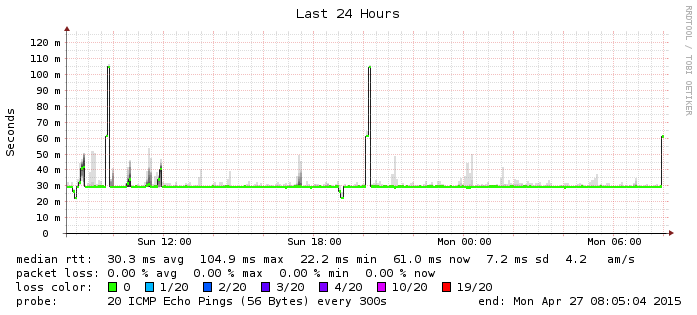 Last 24 Hours
RRDTOOL / TOBI OETIKER
Seconds
120 m
110 m
100 m
90 m
80 m
70 m
60 m
50 m
40 m
30 m
20 m
10 m
0
Sun 12:00 Sun 18:00 Mon 00:00 Mon 06:00
median rtt: 30.3 ms avg 104.9 ms max 22.2 ms min 61.0 ms now 7.2 ms sd 4.2 am/s
packet loss: 0.00 % avg 0.00 % max 0.00 % min 0.00 % now
loss color: 0 1/20 2/20 3/20 4/20 10/20 19/20
probe: 20 ICMP Echo Pings (56 Bytes) every 300s end: Mon Apr 27 08:05:04 2015